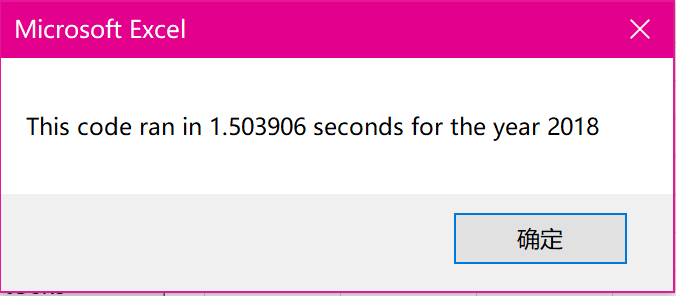 Microsoft Excel
This code ran in 1.503906 seconds for the year 2018
确定